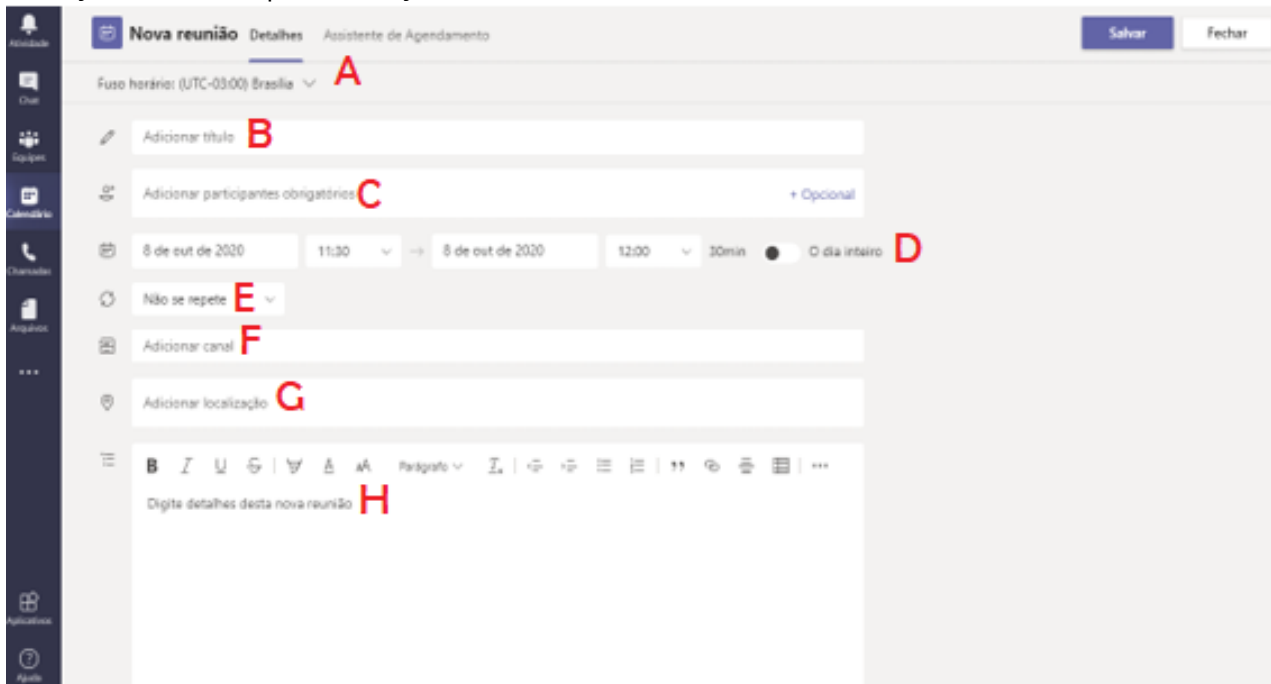 Atividade
Nova reunião Detalhes Assistente de Agendamento Salvar Fechar
Chat
Fuso horário: (UTC-03:00) Brasília A
Equipes
Adicionar título B
Calendário
Adicionar participantes obrigatórios C + Opcional
Chamadas
8 de out de 2020 11:30 → 8 de out de 2020 12:00 30min O dia inteiro D
Não se repete E
Arquivos
Adicionar canal F
Adicionar localização G
B I U S A AA Parágrafo
Digite detalhes desta nova reunião H
Aplicativos
Ajuda